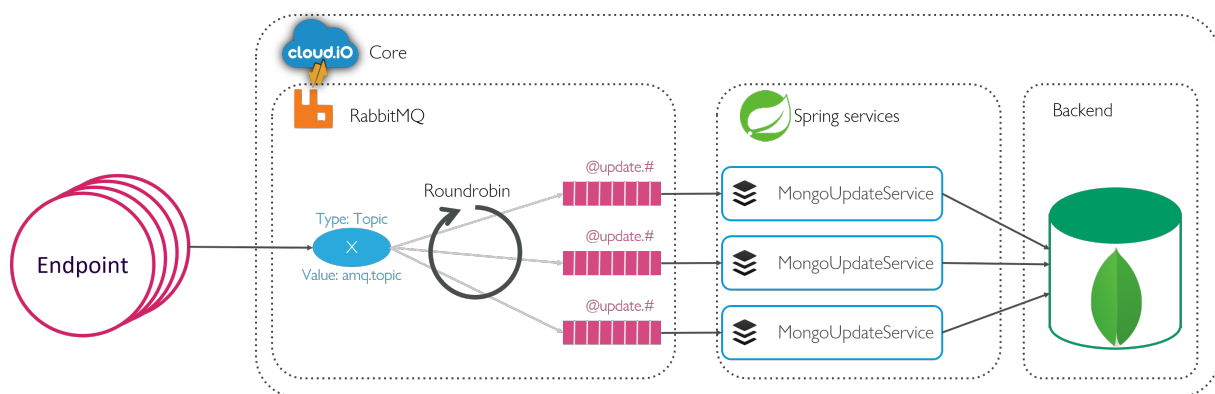 cloud.iO
Core
RabbitMQ
Spring services
Backend
@update.#
Roundrobin
MongoUpdateService
Type: Topic
X
Endpoint
@update.#
MongoUpdateService
Value: amq.topic
@update.#
MongoUpdateService